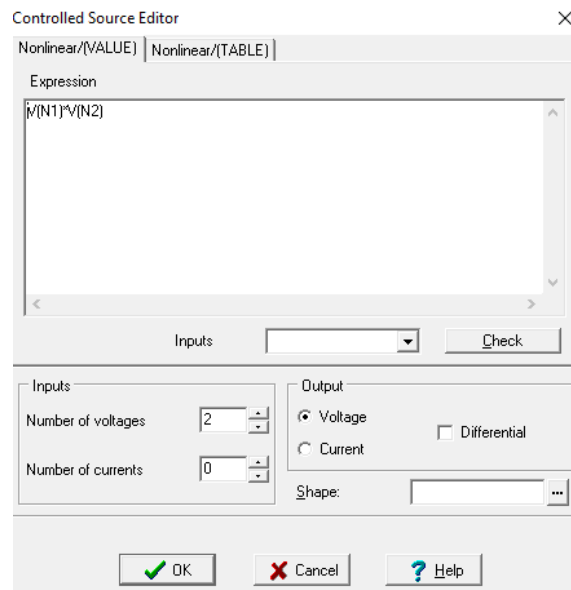 Controlled Source Editor
Nonlinear/(VALUE) Nonlinear/(TABLE)
Expression
V(N1)*V(N2)
Inputs
Check
Inputs
Number of voltages 2
Number of currents 0
Output
Voltage
Current
Differential
Shape:
...
OK Cancel ? Help